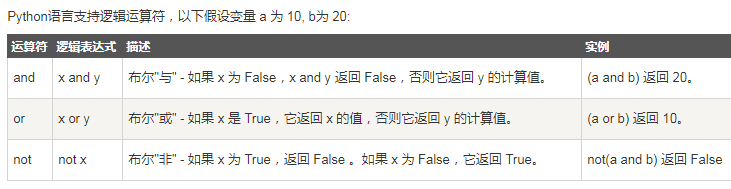 Python语言支持逻辑运算符，以下假设变量 a 为 10, b为 20:
运算符 逻辑表达式 描述 实例
and x and y 布尔"与" - 如果 x 为 False，x and y 返回 False，否则它返回 y 的计算值。 (a and b) 返回 20。
or x or y 布尔"或" - 如果 x 是 True，它返回 x 的值，否则它返回 y 的计算值。 (a or b) 返回 10。
not not x 布尔"非" - 如果 x 为 True，返回 False 。如果 x 为 False，它返回 True。 not(a and b) 返回 False